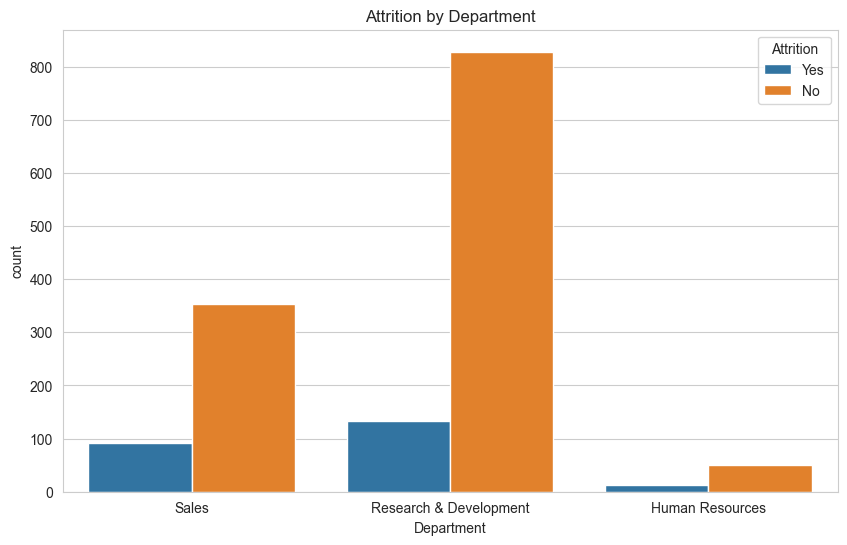 Attrition by Department
Attrition
Yes
No
count
800
700
600
500
400
300
200
100
0
Sales
Research & Development
Human Resources
Department